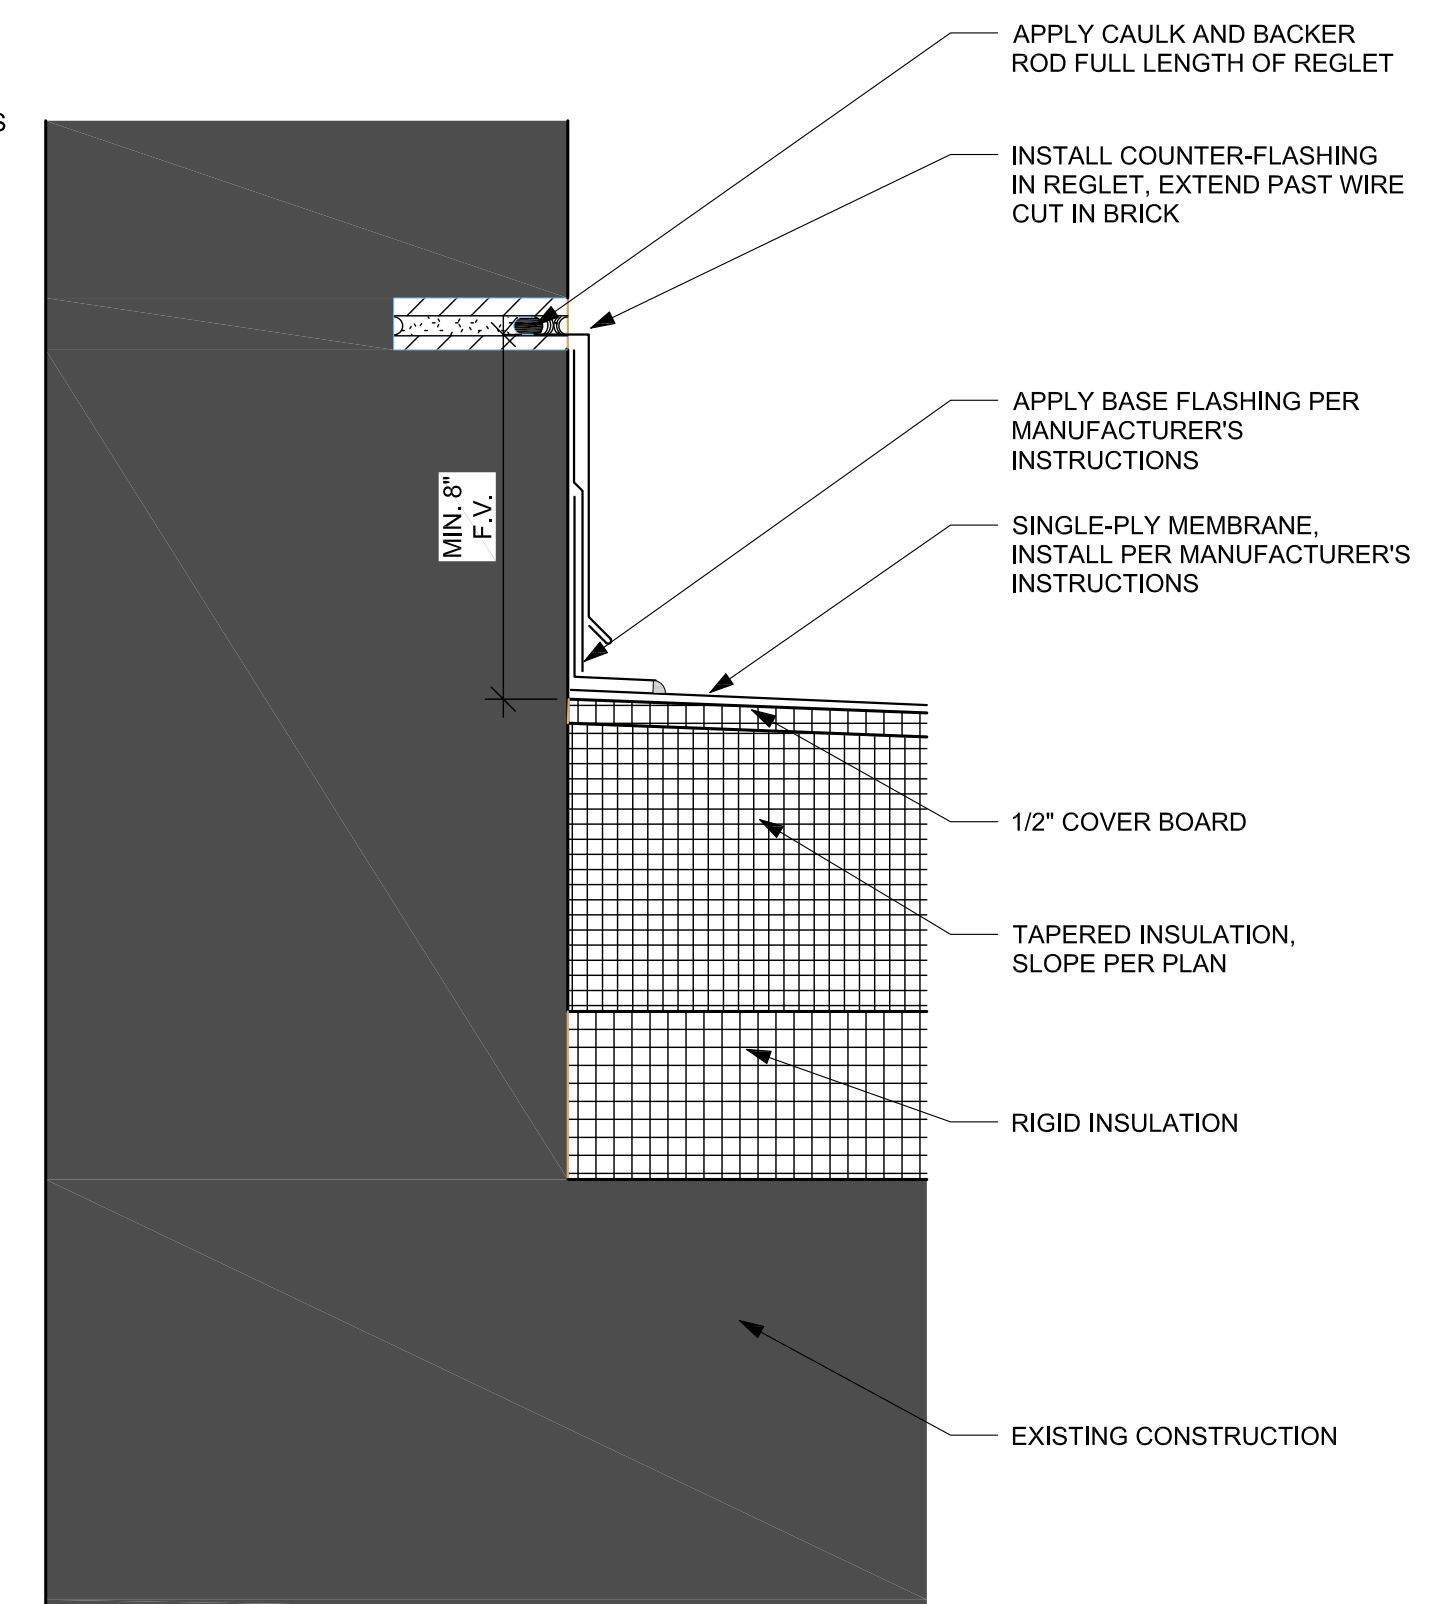 APPLY CAULK AND BACKER
ROD FULL LENGTH OF REGLET
S
INSTALL COUNTER-FLASHING
IN REGLET, EXTEND PAST WIRE
CUT IN BRICK
APPLY BASE FLASHING PER
MANUFACTURER'S
INSTRUCTIONS
MIN. 8"
F.V.
SINGLE-PLY MEMBRANE,
INSTALL PER MANUFACTURER'S
INSTRUCTIONS
1/2" COVER BOARD
TAPERED INSULATION,
SLOPE PER PLAN
RIGID INSULATION
EXISTING CONSTRUCTION